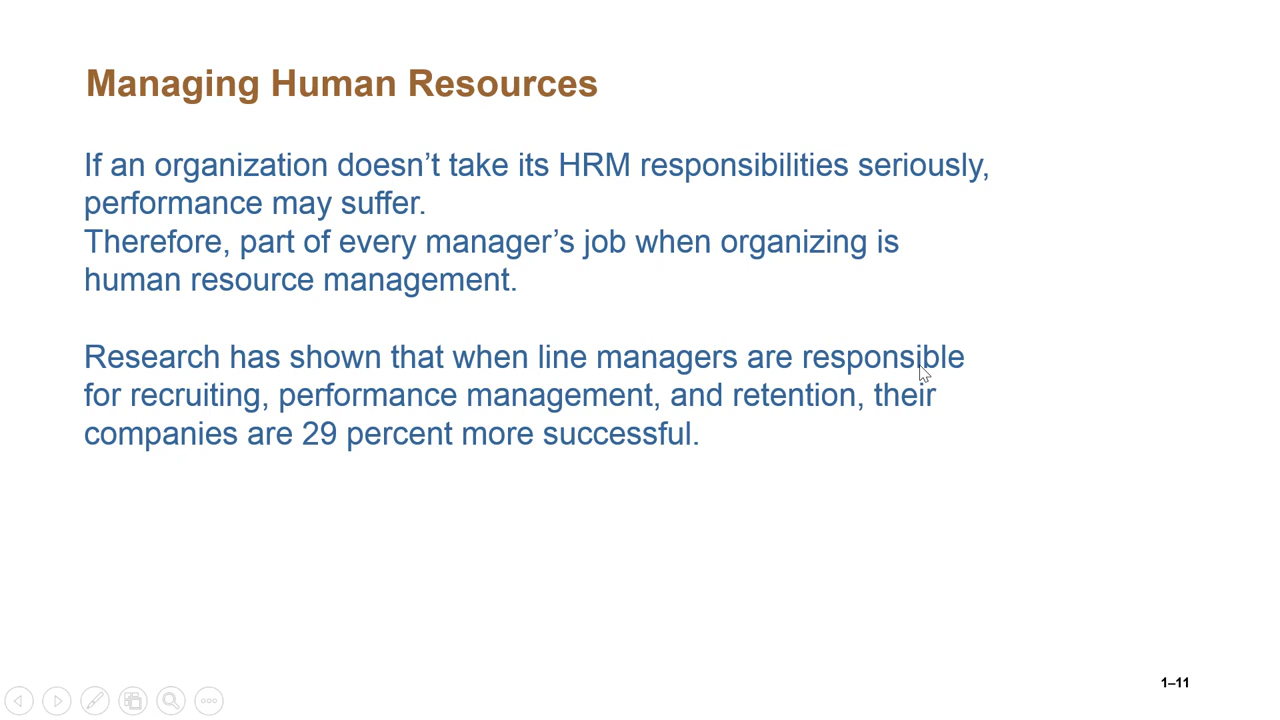 Managing Human Resources
If an organization doesn’t take its HRM responsibilities seriously,
performance may suffer.
Therefore, part of every manager’s job when organizing is
human resource management.
Research has shown that when line managers are responsible
for recruiting, performance management, and retention, their
companies are 29 percent more successful.
1–11